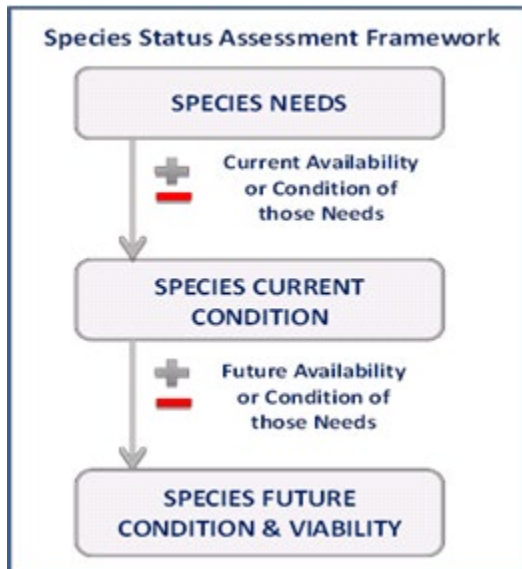 Species Status Assessment Framework
SPECIES NEEDS
Current Availability
or Condition of
those Needs
SPECIES CURRENT
CONDITION
Future Availability
or Condition of
those Needs
SPECIES FUTURE
CONDITION & VIABILITY